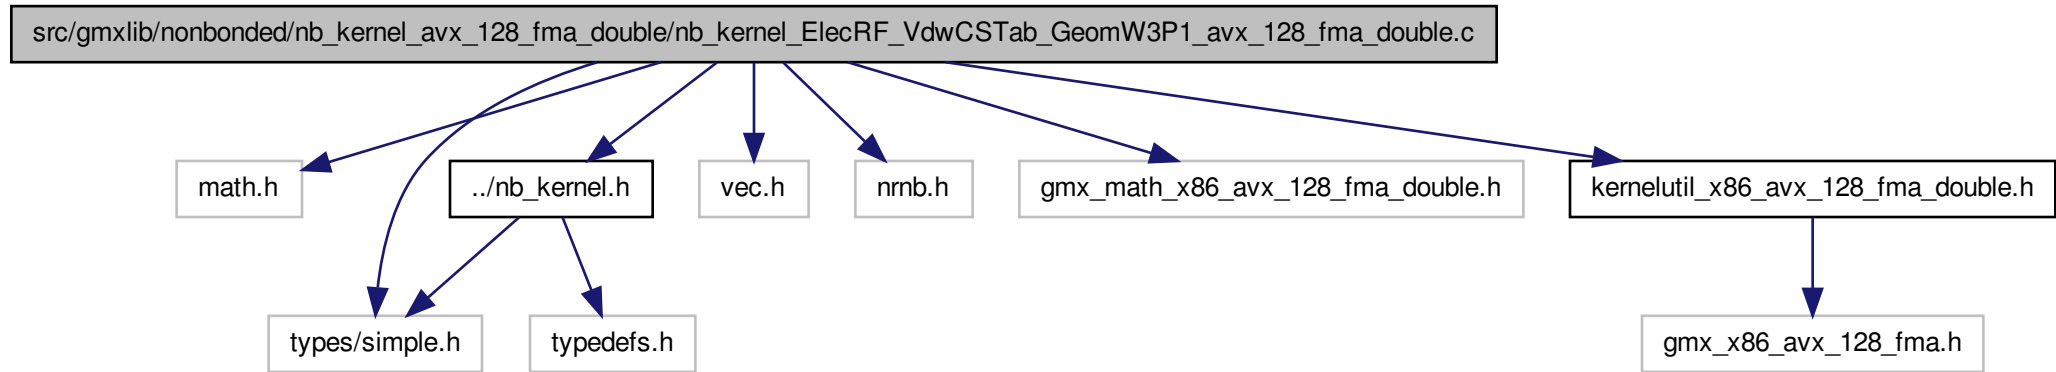 src/gmxlib/nonbonded/nb_kernel_avx_128_fma_double/nb_kernel_ElecRF_VdwCSTab_GeomW3P1_avx_128_fma_double.c
math.h
../nb_kernel.h
vec.h
nrnb.h
gmx_math_x86_avx_128_fma_double.h
kernelutil_x86_avx_128_fma_double.h
types/simple.h
typedefs.h
gmx_x86_avx_128_fma.h